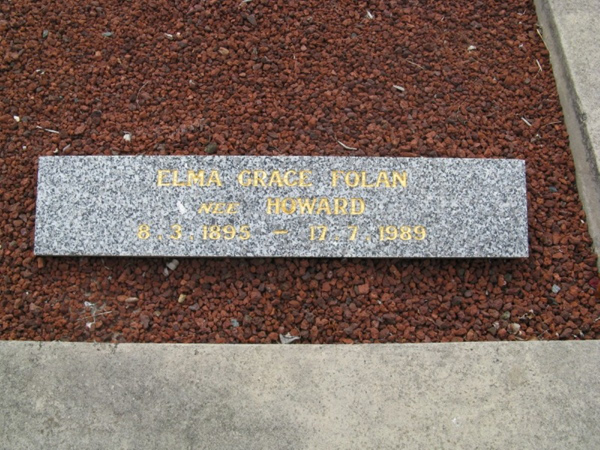 ELMA GRACE FOLAN
NEE HOWARD
8.3.1895 - 17.7.1989